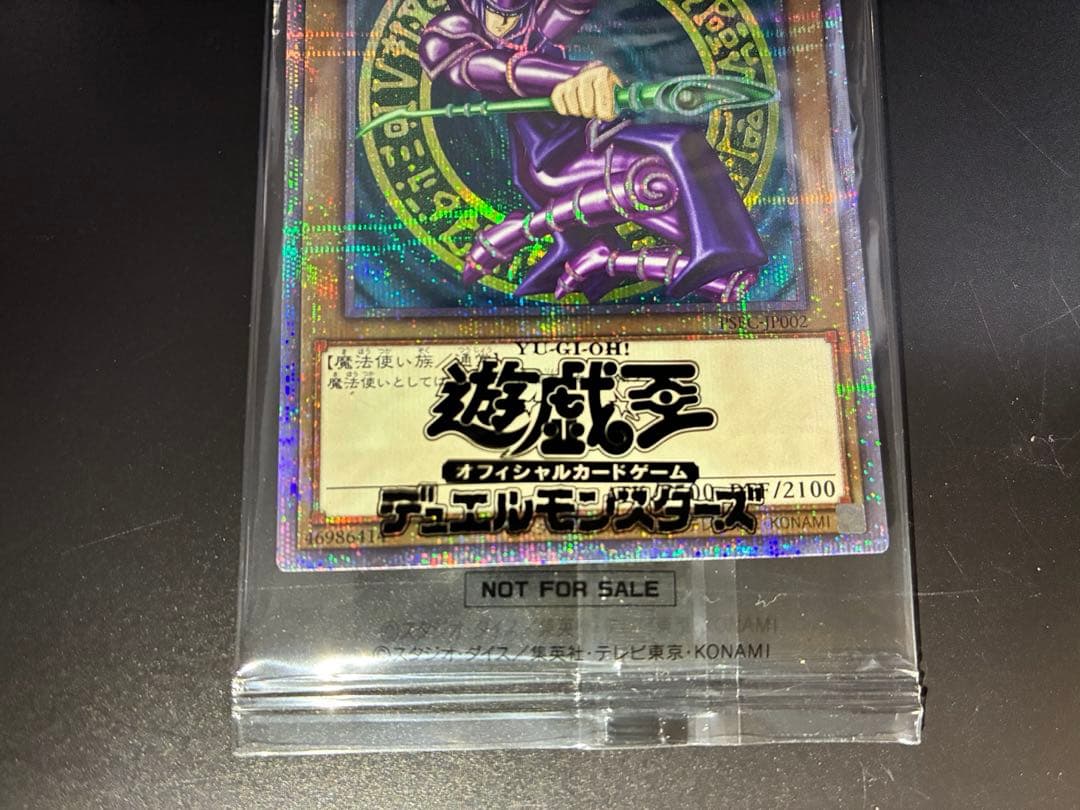 PSEC-JP002
YU-GI-OH!
【魔法使い族／通常】
魔法使いとしては
遊戯王
オフィシャルカードゲーム
DEF/2100
デュエルモンスターズ
KONAMI
46986414
NOT FOR SALE
©スタジオ・ダイス／集英社・テレビ東京・KONAMI